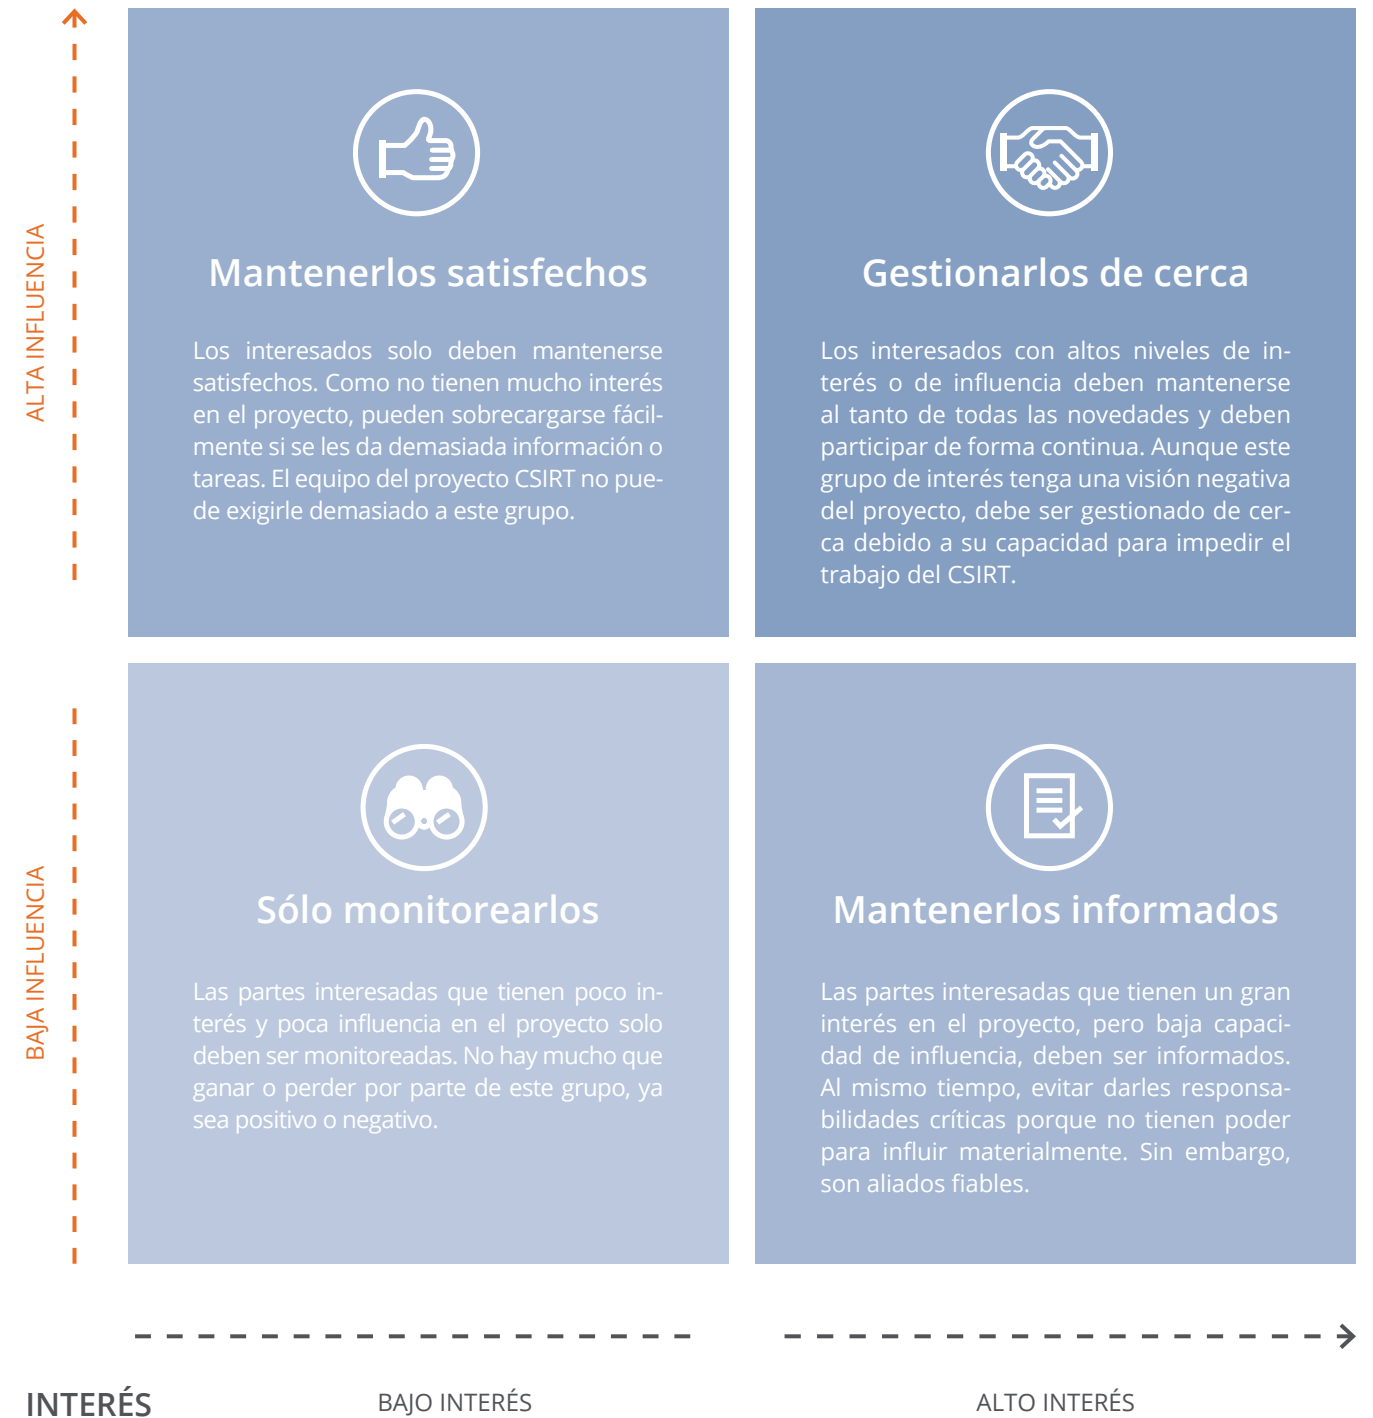 ALTA INFLUENCIA
Mantenerlos satisfechos
Los interesados solo deben mantenerse
satisfechos. Como no tienen mucho interés
en el proyecto, pueden sobrecargarse fácil-
mente si se les da demasiada información o
tareas. El equipo del proyecto CSIRT no pue-
de exigirle demasiado a este grupo.
Gestionarlos de cerca
Los interesados con altos niveles de in-
terés o de influencia deben mantenerse
al tanto de todas las novedades y deben
participar de forma continua. Aunque este
grupo de interés tenga una visión negativa
del proyecto, debe ser gestionado de cer-
ca debido a su capacidad para impedir el
trabajo del CSIRT.
BAJA INFLUENCIA
Sólo monitorearlos
Las partes interesadas que tienen poco in-
terés y poca influencia en el proyecto solo
deben ser monitoreadas. No hay mucho que
ganar o perder por parte de este grupo, ya
sea positivo o negativo.
Mantenerlos informados
Las partes interesadas que tienen un gran
interés en el proyecto, pero baja capaci-
dad de influencia, deben ser informados.
Al mismo tiempo, evitar darles responsa-
bilidades críticas porque no tienen poder
para influir materialmente. Sin embargo,
son aliados fiables.
INTERÉS
BAJO INTERÉS
ALTO INTERÉS